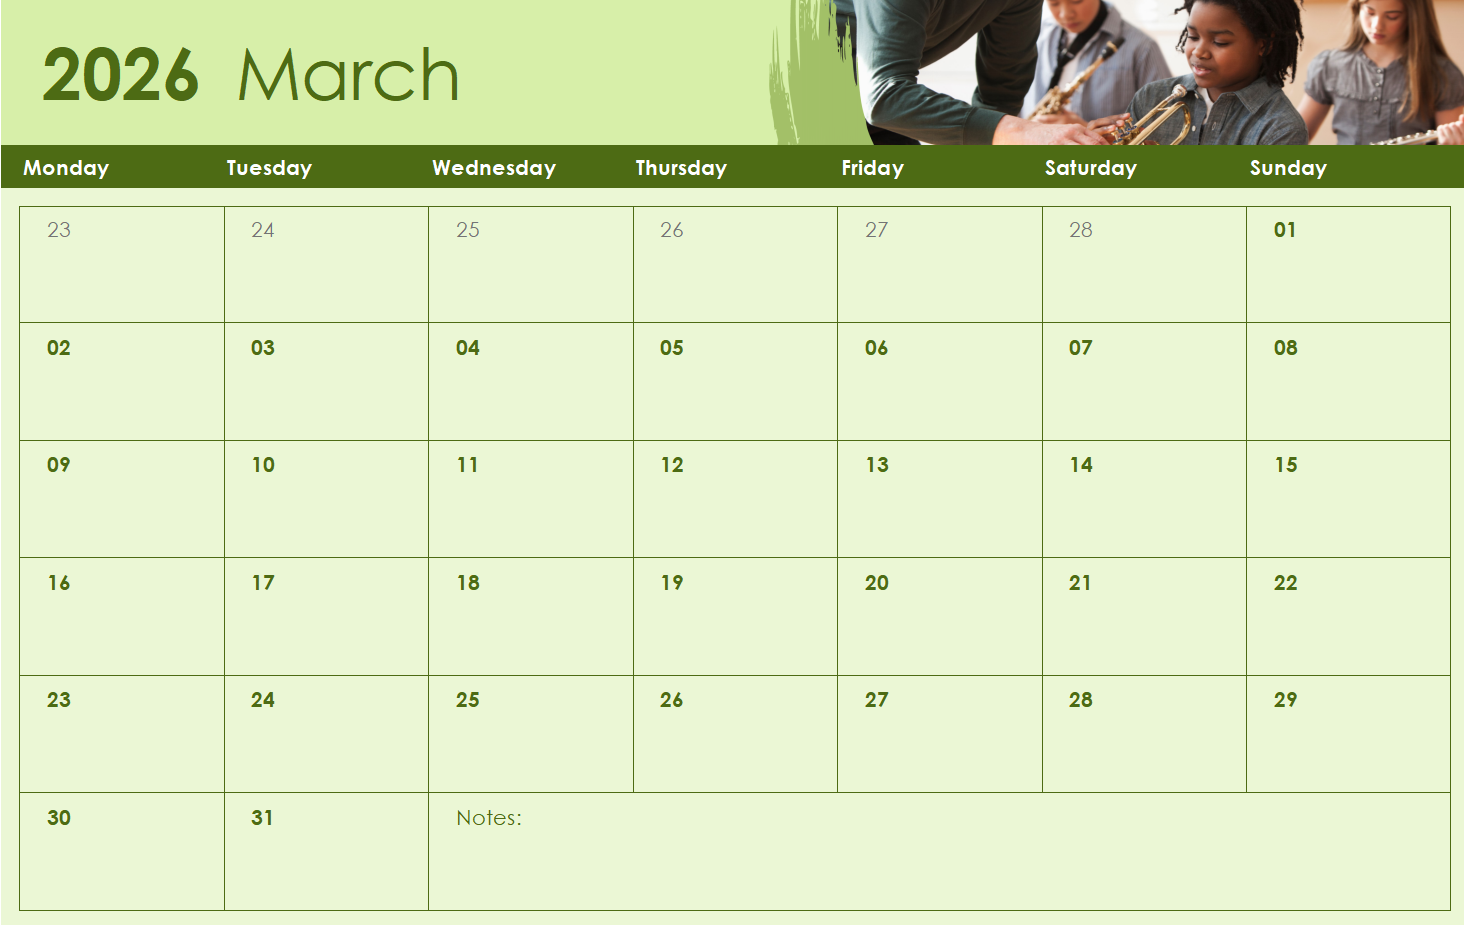 2026 March
Monday Tuesday Wednesday Thursday Friday Saturday Sunday
23 24 25 26 27 28 01
02 03 04 05 06 07 08
09 10 11 12 13 14 15
16 17 18 19 20 21 22
23 24 25 26 27 28 29
30 31 Notes: